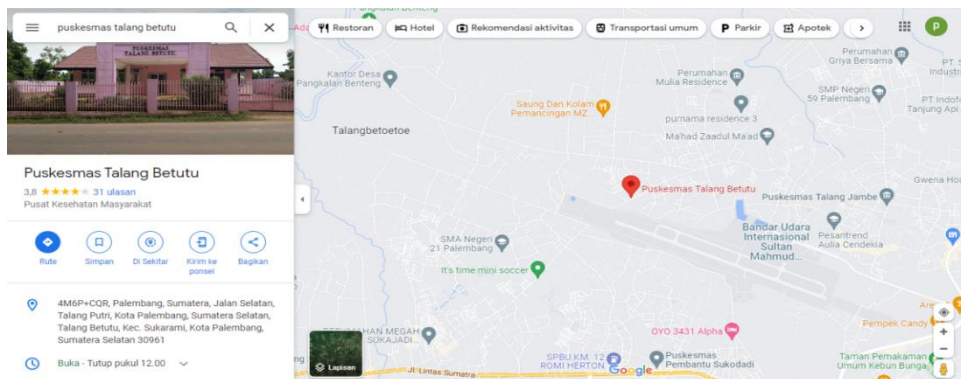 puskesmas talang betutu
PUSKESMAS
TALANG BETUTU
Puskesmas Talang Betutu
3,8
31 ulasan
Pusat Kesehatan Masyarakat
Rute
Simpan
Di Sekitar
Kirim ke
ponsel
Bagikan
4M6P+CQR, Palembang, Sumatera, Jalan Selatan,
Talang Putri, Kota Palembang, Sumatera Selatan,
Talang Betutu, Kec. Sukarami, Kota Palembang,
Sumatera Selatan 30961
Buka · Tutup pukul 12.00
Restoran
Hotel
Rekomendasi aktivitas
Transportasi umum
P Parkir
Apotek
P
Kantor Desa
Pangkalan Benteng
Talangbetoetoe
Saung Dan Kolam
Pemancingan MZ
Perumahan
Mulia Residence
Perumahan
Griya Bersama
PT.
Industri
SMP Negeri
59 Palembang
PT Indofo
Tanjung Api
purnama residence 3
Ma'had Zaadul Ma'ad
Puskesmas Talang Betutu
Puskesmas Talang Jambe
Gwena Hou
Bandar Udara
Internasional
Sultan
Mahmud...
Pesantrend
Aulia Cendekia
SMA Negeri
21 Palembang
It's time mini soccer
MEGAH
SUKAJADI...
OYO 3431 Alpha
Pempek Candy
SPBU KM. 12
ROMI HERTON
Puskesmas
Pembantu Sukodadi
Taman Pemakaman
Umum Kebun Bunga
Jl. Lintas Sumatra
Lapisan
Google